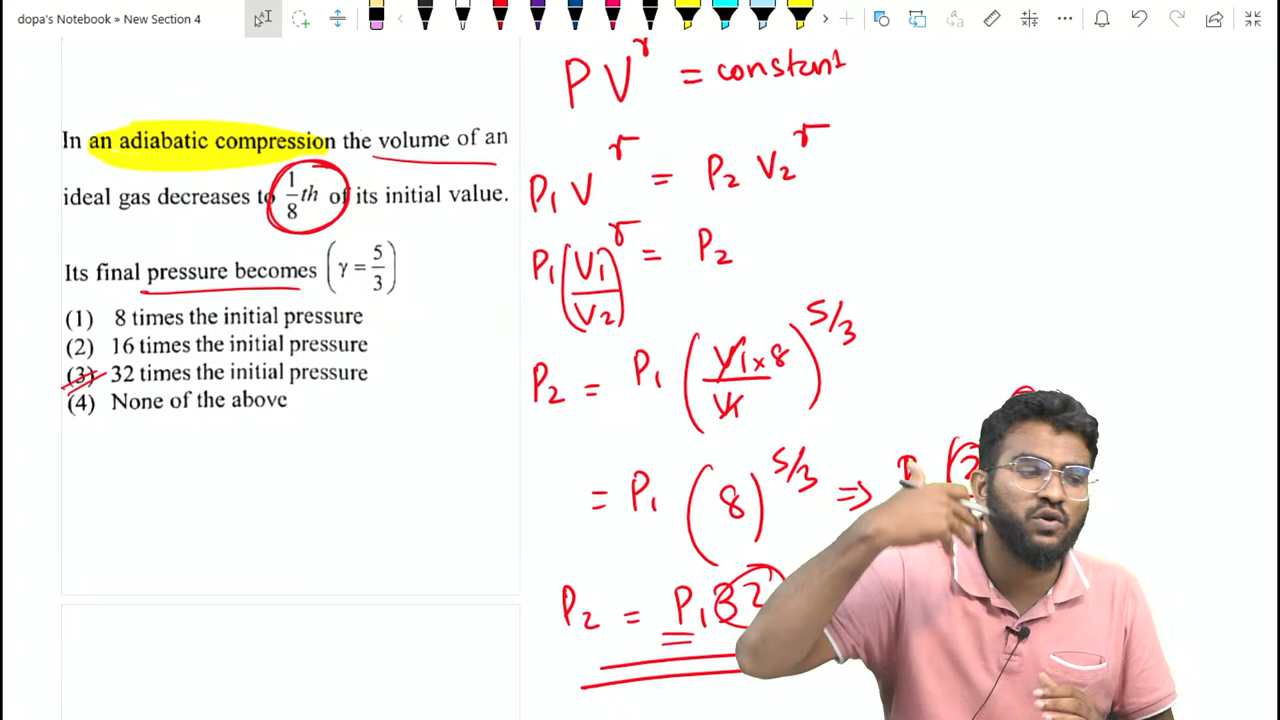 dopa's Notebook » New Section 4
In an adiabatic compression the volume of an
ideal gas decreases to 1/8 th of its initial value.
Its final pressure becomes (γ = 5/3)
(1) 8 times the initial pressure
(2) 16 times the initial pressure
(3) 32 times the initial pressure
(4) None of the above
PV^r = constant
P1 V^r = P2 V2^r
P1 (V1/V2)^r = P2
P2 = P1 (V1 × 8 / V1)^5/3
= P1 (8)^5/3 ⇒
P2 = P1 32